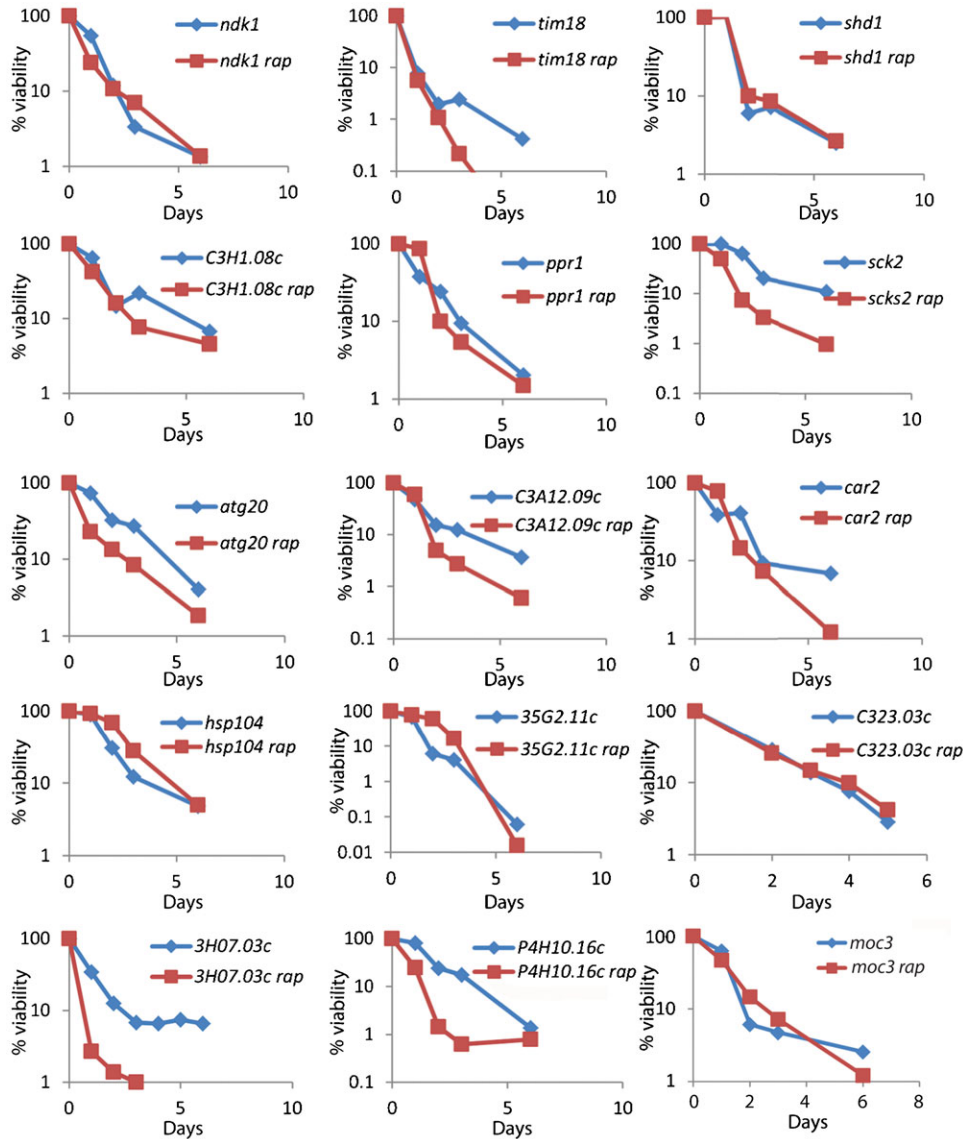 % viability
100
10
1
0
5
10
Days
ndk1
ndk1 rap
% viability
100
10
1
0.1
0
5
10
Days
tim18
tim18 rap
% viability
100
10
1
0
5
10
Days
shd1
shd1 rap
% viability
100
10
1
0
5
10
Days
C3H1.08c
C3H1.08c rap
% viability
100
10
1
0
5
10
Days
ppr1
ppr1 rap
% viability
100
10
1
0.1
0
5
10
Days
sck2
scks2 rap
% viability
100
10
1
0
5
10
Days
atg20
atg20 rap
% viability
100
10
1
0.1
0
5
10
Days
C3A12.09c
C3A12.09c rap
% viability
100
10
1
0
5
10
Days
car2
car2 rap
% viability
100
10
1
0
5
10
Days
hsp104
hsp104 rap
% viability
100
10
1
0.1
0.01
0
5
10
Days
35G2.11c
35G2.11c rap
% viability
100
10
1
0
2
4
6
Days
C323.03c
C323.03c rap
% viability
100
10
1
0
5
10
Days
3H07.03c
3H07.03c rap
% viability
100
10
1
0.1
0
5
10
Days
P4H10.16c
P4H10.16c rap
% viability
100
10
1
0
2
4
6
8
Days
moc3
moc3 rap